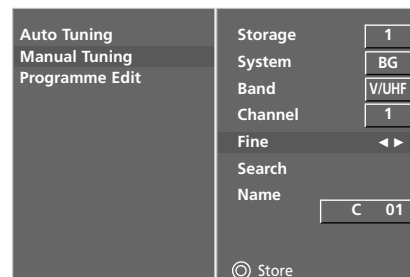 Auto Tuning
Manual Tuning
Programme Edit
Storage 1
System BG
Band V/UHF
Channel 1
Fine ◄ ►
Search
Name
C 01
Store